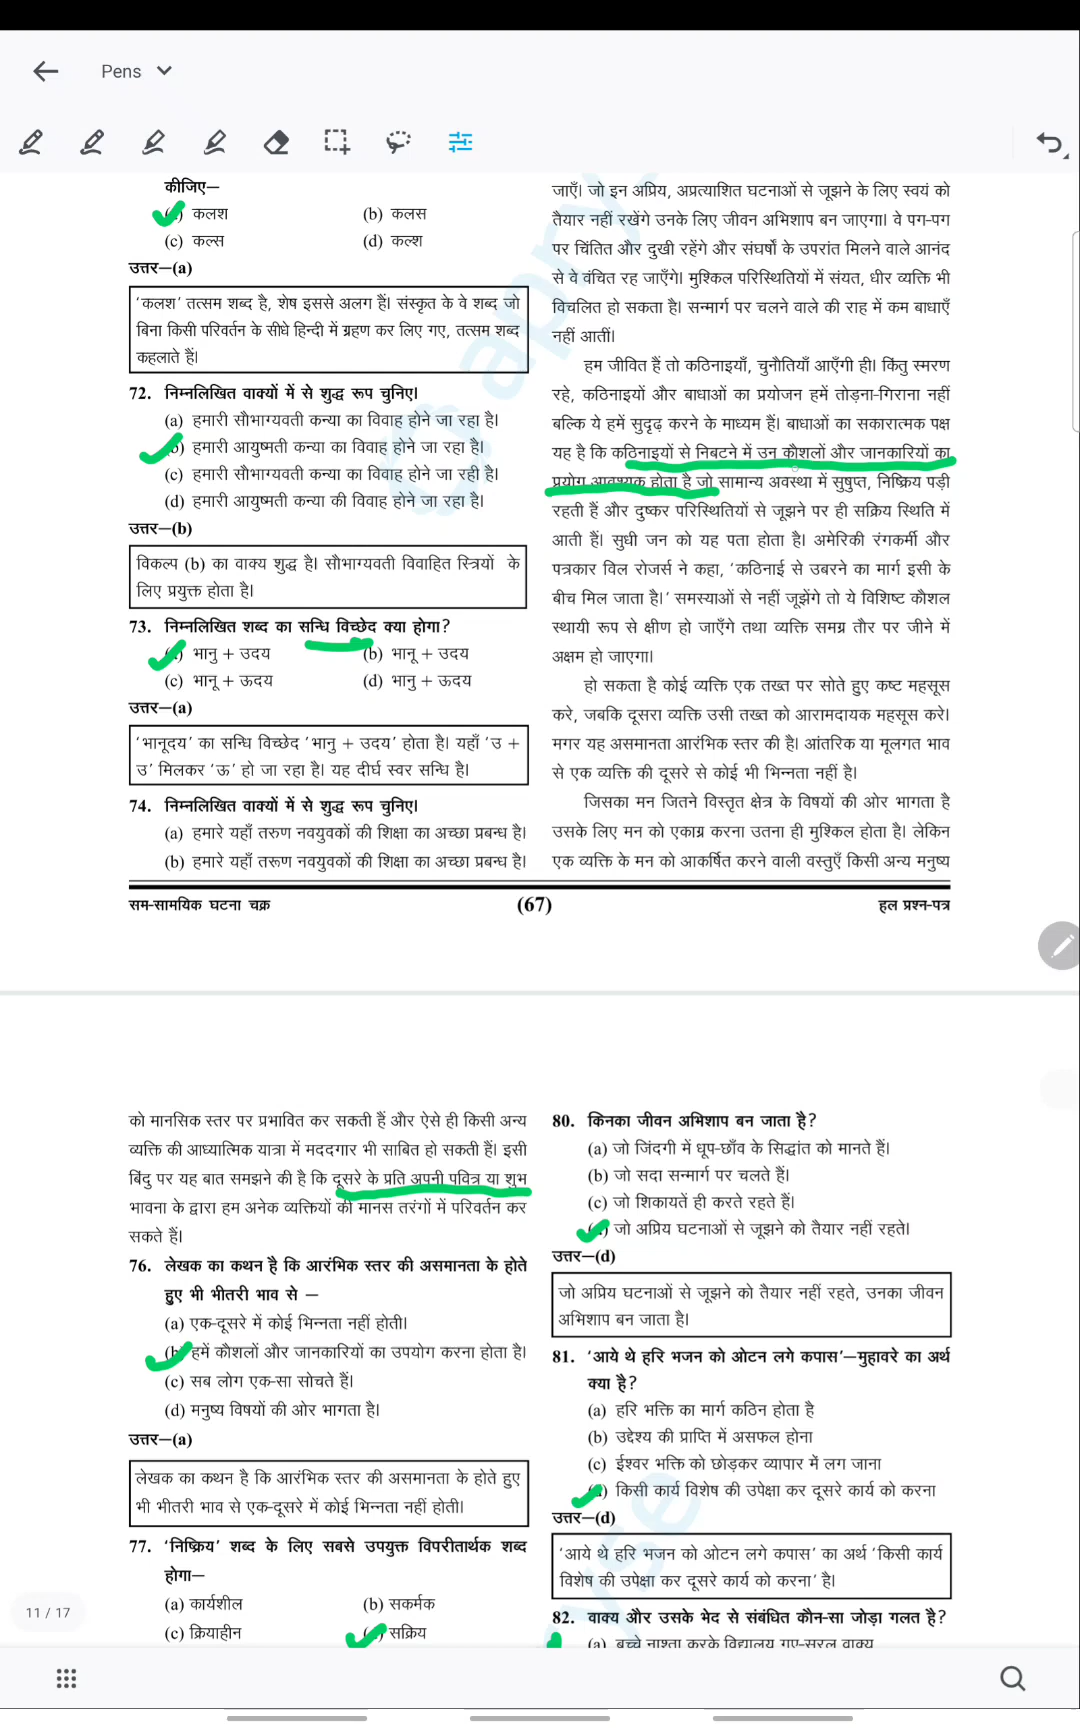 Pens
कीजिए—
कलश
(b) कलस
(c) कल्स
(d) कल्श
उत्तर—(a)
'कलश' तत्सम शब्द है, शेष इससे अलग हैं। संस्कृत के वे शब्द जो
बिना किसी परिवर्तन के सीधे हिन्दी में ग्रहण कर लिए गए, तत्सम शब्द
कहलाते हैं।
72. निम्नलिखित वाक्यों में से शुद्ध रूप चुनिए।
(a) हमारी सौभाग्यवती कन्या का विवाह होने जा रहा है।
हमारी आयुष्मती कन्या का विवाह होने जा रहा है।
(c) हमारी सौभाग्यवती कन्या का विवाह होने जा रही है।
(d) हमारी आयुष्मती कन्या की विवाह होने जा रहा है।
उत्तर—(b)
विकल्प (b) का वाक्य शुद्ध है। सौभाग्यवती विवाहित स्त्रियों के
लिए प्रयुक्त होता है।
73. निम्नलिखित शब्द का सन्धि विच्छेद क्या होगा?
भानु + उदय
(b) भानू + उदय
(c) भानू + ऊदय
(d) भानु + ऊदय
उत्तर—(a)
'भानूदय' का सन्धि विच्छेद 'भानु + उदय' होता है। यहाँ 'उ +
उ' मिलकर 'ऊ' हो जा रहा है। यह दीर्घ स्वर सन्धि है।
74. निम्नलिखित वाक्यों में से शुद्ध रूप चुनिए।
(a) हमारे यहाँ तरुण नवयुवकों की शिक्षा का अच्छा प्रबन्ध है।
(b) हमारे यहाँ तरूण नवयुवकों की शिक्षा का अच्छा प्रबन्ध है।
जाएँ। जो इन अप्रिय, अप्रत्याशित घटनाओं से जूझने के लिए स्वयं को
तैयार नहीं रखेंगे उनके लिए जीवन अभिशाप बन जाएगा। वे पग-पग
पर चिंतित और दुखी रहेंगे और संघर्षों के उपरांत मिलने वाले आनंद
से वे वंचित रह जाएँगे। मुश्किल परिस्थितियों में संयत, धीर व्यक्ति भी
विचलित हो सकता है। सन्मार्ग पर चलने वाले की राह में कम बाधाएँ
नहीं आतीं।
हम जीवित हैं तो कठिनाइयाँ, चुनौतियाँ आएँगी ही। किंतु स्मरण
रहे, कठिनाइयों और बाधाओं का प्रयोजन हमें तोड़ना-गिराना नहीं
बल्कि ये हमें सुदृढ़ करने के माध्यम हैं। बाधाओं का सकारात्मक पक्ष
यह है कि कठिनाइयों से निबटने में उन कौशलों और जानकारियों का
प्रयोग आवश्यक होता है जो सामान्य अवस्था में सुषुप्त, निष्क्रिय पड़ी
रहती हैं और दुष्कर परिस्थितियों से जूझने पर ही सक्रिय स्थिति में
आती हैं। सुधी जन को यह पता होता है। अमेरिकी रंगकर्मी और
पत्रकार विल रोजर्स ने कहा, 'कठिनाई से उबरने का मार्ग इसी के
बीच मिल जाता है।' समस्याओं से नहीं जूझेंगे तो ये विशिष्ट कौशल
स्थायी रूप से क्षीण हो जाएँगे तथा व्यक्ति समग्र तौर पर जीने में
अक्षम हो जाएगा।
हो सकता है कोई व्यक्ति एक तख्त पर सोते हुए कष्ट महसूस
करे, जबकि दूसरा व्यक्ति उसी तख्त को आरामदायक महसूस करे।
मगर यह असमानता आरंभिक स्तर की है। आंतरिक या मूलगत भाव
से एक व्यक्ति की दूसरे से कोई भी भिन्नता नहीं है।
जिसका मन जितने विस्तृत क्षेत्र के विषयों की ओर भागता है
उसके लिए मन को एकाग्र करना उतना ही मुश्किल होता है। लेकिन
एक व्यक्ति के मन को आकर्षित करने वाली वस्तुएँ किसी अन्य मनुष्य
सम-सामयिक घटना चक्र
(67)
हल प्रश्न-पत्र
को मानसिक स्तर पर प्रभावित कर सकती हैं और ऐसे ही किसी अन्य
व्यक्ति की आध्यात्मिक यात्रा में मददगार भी साबित हो सकती हैं। इसी
बिंदु पर यह बात समझने की है कि दूसरे के प्रति अपनी पवित्र या शुभ
भावना के द्वारा हम अनेक व्यक्तियों की मानस तरंगों में परिवर्तन कर
सकते हैं।
76. लेखक का कथन है कि आरंभिक स्तर की असमानता के होते
हुए भी भीतरी भाव से —
(a) एक-दूसरे में कोई भिन्नता नहीं होती।
हमें कौशलों और जानकारियों का उपयोग करना होता है।
(c) सब लोग एक-सा सोचते हैं।
(d) मनुष्य विषयों की ओर भागता है।
उत्तर—(a)
लेखक का कथन है कि आरंभिक स्तर की असमानता के होते हुए
भी भीतरी भाव से एक-दूसरे में कोई भिन्नता नहीं होती।
77. 'निष्क्रिय' शब्द के लिए सबसे उपयुक्त विपरीतार्थक शब्द
होगा—
(a) कार्यशील
(b) सकर्मक
(c) क्रियाहीन
सक्रिय
80. किनका जीवन अभिशाप बन जाता है?
(a) जो जिंदगी में धूप-छाँव के सिद्धांत को मानते हैं।
(b) जो सदा सन्मार्ग पर चलते हैं।
(c) जो शिकायतें ही करते रहते हैं।
जो अप्रिय घटनाओं से जूझने को तैयार नहीं रहते।
उत्तर—(d)
जो अप्रिय घटनाओं से जूझने को तैयार नहीं रहते, उनका जीवन
अभिशाप बन जाता है।
81. 'आये थे हरि भजन को ओटन लगे कपास'—मुहावरे का अर्थ
क्या है?
(a) हरि भक्ति का मार्ग कठिन होता है
(b) उद्देश्य की प्राप्ति में असफल होना
(c) ईश्वर भक्ति को छोड़कर व्यापार में लग जाना
किसी कार्य विशेष की उपेक्षा कर दूसरे कार्य को करना
उत्तर—(d)
'आये थे हरि भजन को ओटन लगे कपास' का अर्थ 'किसी कार्य
विशेष की उपेक्षा कर दूसरे कार्य को करना' है।
82. वाक्य और उसके भेद से संबंधित कौन-सा जोड़ा गलत है?
(a) बच्चे नाश्ता करके विद्यालय गए-सरल वाक्य
11 / 17